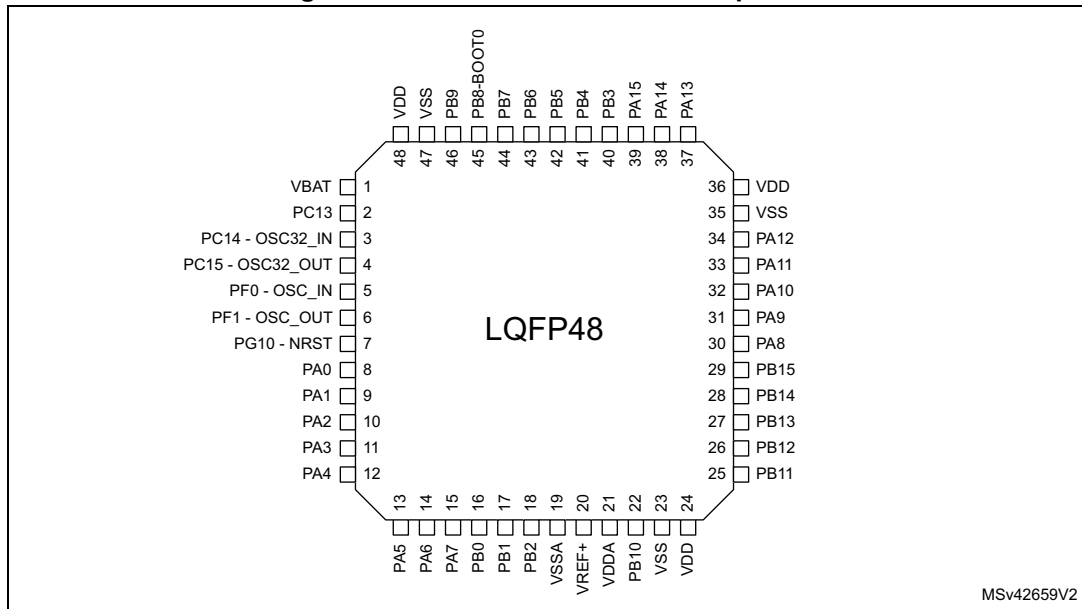 VDD
VSS
PB9
PB8-BOOT0
PB7
PB6
PB5
PB4
PB3
PA15
PA14
PA13
48
47
46
45
44
43
42
41
40
39
38
37
VBAT 1
PC13 2
PC14 - OSC32_IN 3
PC15 - OSC32_OUT 4
PF0 - OSC_IN 5
PF1 - OSC_OUT 6
PG10 - NRST 7
PA0 8
PA1 9
PA2 10
PA3 11
PA4 12
LQFP48
36 VDD
35 VSS
34 PA12
33 PA11
32 PA10
31 PA9
30 PA8
29 PB15
28 PB14
27 PB13
26 PB12
25 PB11
13
14
15
16
17
18
19
20
21
22
23
24
PA5
PA6
PA7
PB0
PB1
PB2
VSSA
VREF+
VDDA
PB10
VSS
VDD
MSv42659V2